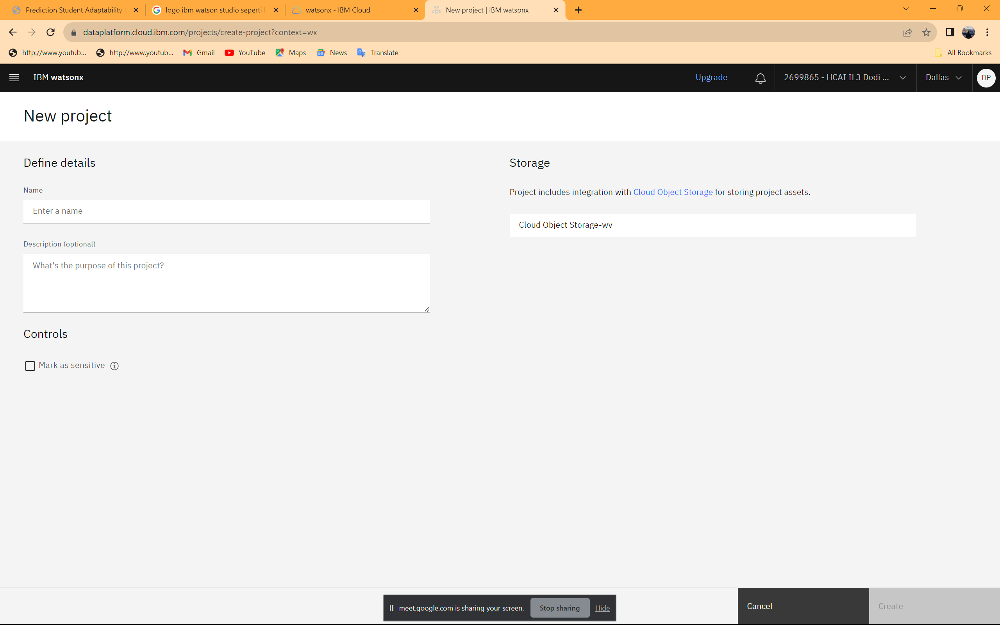 Prediction Student Adaptability
logo ibm watson studio seperti
watsonx - IBM Cloud
New project | IBM watsonx
dataplatform.cloud.ibm.com/projects/create-project?context=wx
http://www.youtub...
http://www.youtub...
Gmail
YouTube
Maps
News
Translate
All Bookmarks
IBM watsonx
Upgrade
2699865 - HCAI IL3 Dodi ...
Dallas
DP
New project
Define details
Name
Enter a name
Description (optional)
What's the purpose of this project?
Controls
Mark as sensitive
Storage
Project includes integration with Cloud Object Storage for storing project assets.
Cloud Object Storage-wv
meet.google.com is sharing your screen.
Stop sharing
Hide
Cancel
Create